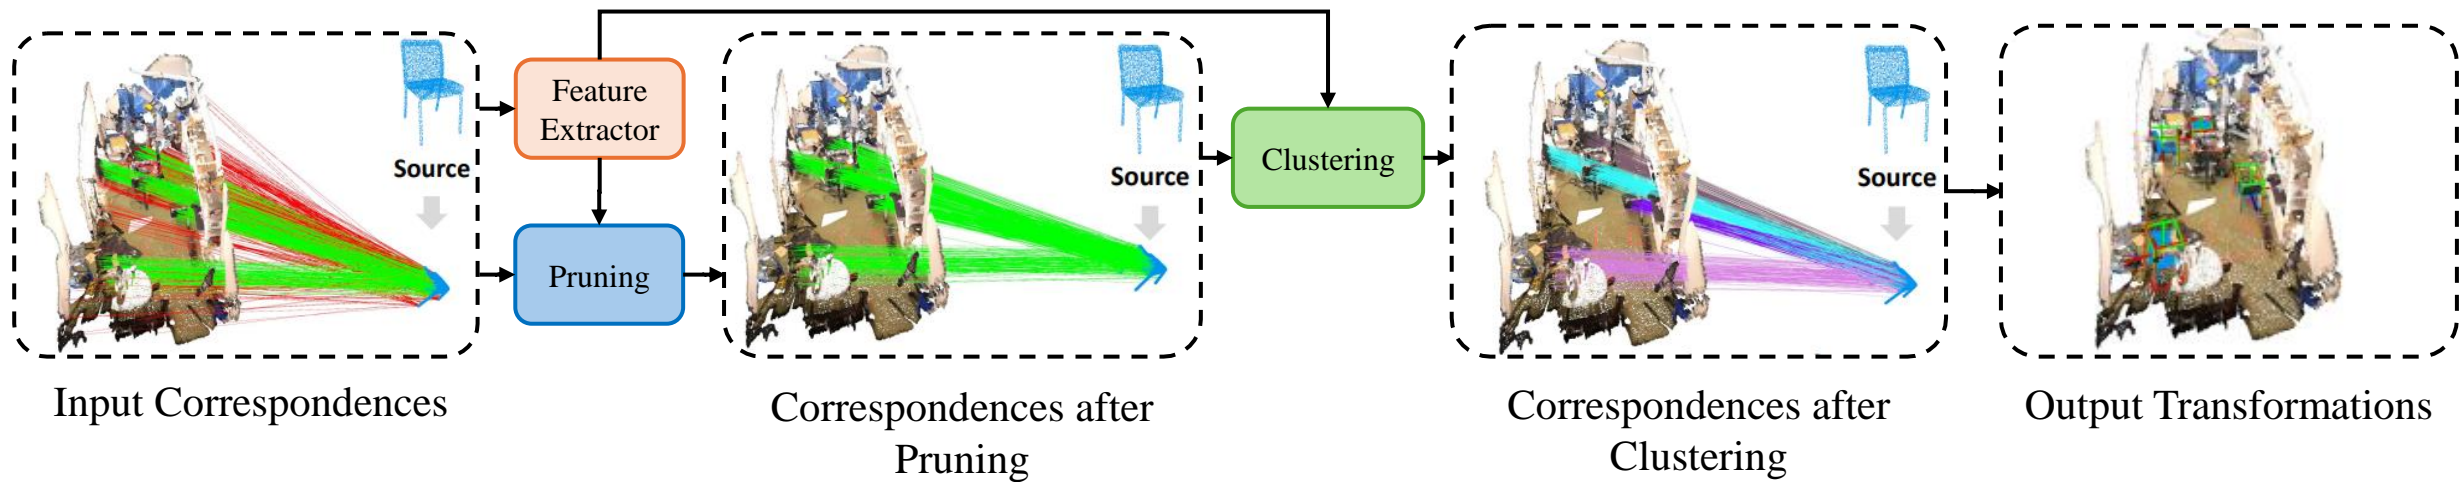 Source
Feature
Extractor
Pruning
Source
Clustering
Source
Input Correspondences
Correspondences after
Pruning
Correspondences after
Clustering
Output Transformations